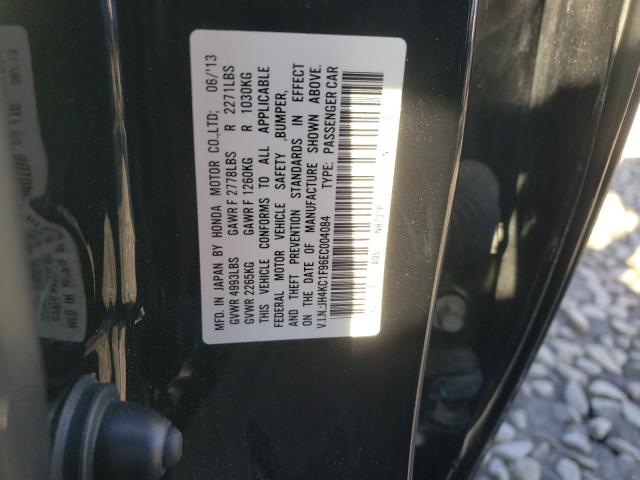 MFD. IN JAPAN BY HONDA MOTOR CO.,LTD; 06/'13
GVWR 4993LBS GAWR F 2778LBS R 2271LBS
GVWR 2265KG GAWR F 1260KG R 1030KG
THIS VEHICLE CONFORMS TO ALL APPLICABLE
FEDERAL MOTOR VEHICLE SAFETY ,BUMPER,
AND THEFT PREVENTION STANDARDS IN EFFECT
ON THE DATE OF MANUFACTURE SHOWN ABOVE.
V.I.N.:JH4KC1F96EC004084 TYPE: PASSENGER CAR